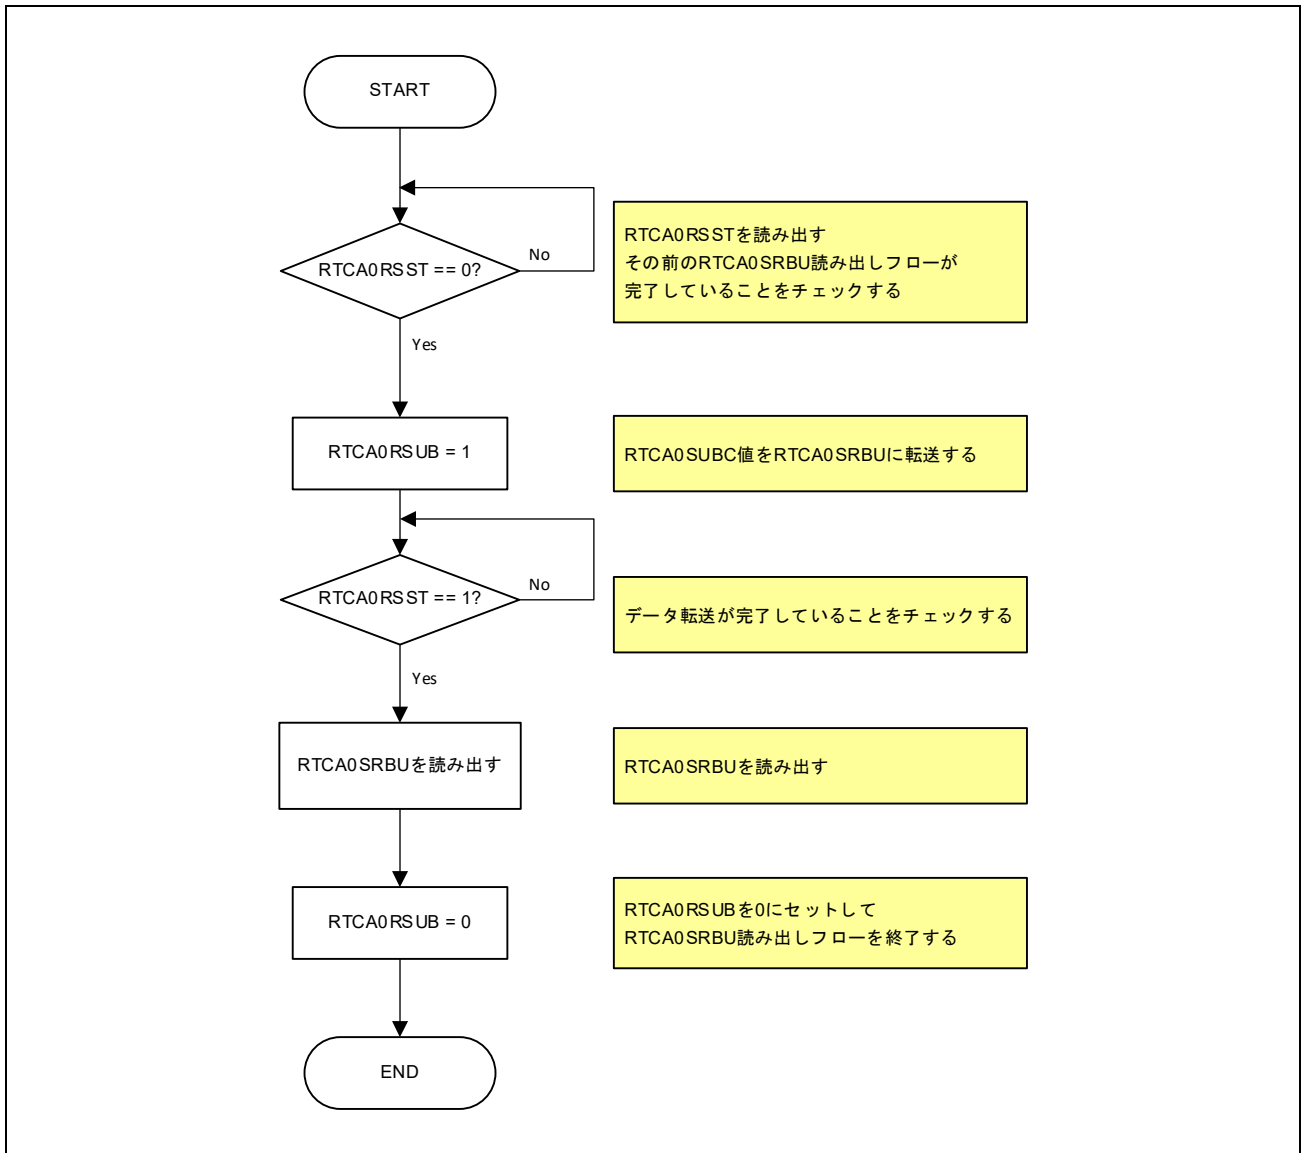 START
RTCA0RSST == 0?
No
RTCA0RSSTを読み出す
その前のRTCA0SRBU読み出しフローが
完了していることをチェックする
Yes
RTCA0RSUB = 1
RTCA0SUBC値をRTCA0SRBUに転送する
RTCA0RSST == 1?
No
データ転送が完了していることをチェックする
Yes
RTCA0SRBUを読み出す
RTCA0SRBUを読み出す
RTCA0RSUB = 0
RTCA0RSUBを0にセットして
RTCA0SRBU読み出しフローを終了する
END